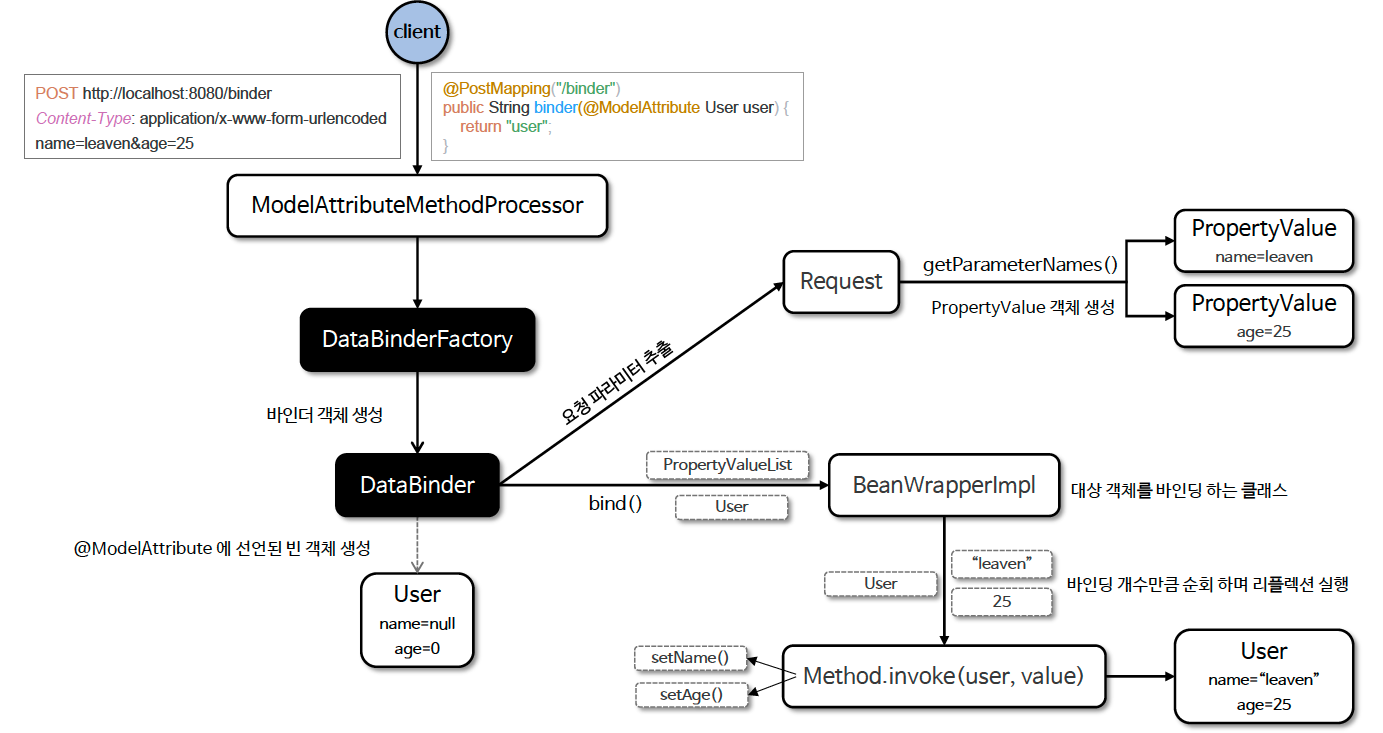 client
POST http://localhost:8080/binder
Content-Type: application/x-www-form-urlencoded
name=leaven&age=25
@PostMapping("/binder")
public String binder(@ModelAttribute User user) {
return "user";
}
ModelAttributeMethodProcessor
DataBinderFactory
바인더 객체 생성
DataBinder
@ModelAttribute 에 선언된 빈 객체 생성
User
name=null
age=0
요청 파라미터 추출
Request
getParameterNames()
PropertyValue 객체 생성
PropertyValue
name=leaven
PropertyValue
age=25
PropertyValueList
bind()
User
BeanWrapperImpl
대상 객체를 바인딩 하는 클래스
User
“leaven”
25
바인딩 개수만큼 순회 하며 리플렉션 실행
setName()
setAge()
Method.invoke(user, value)
User
name=“leaven”
age=25